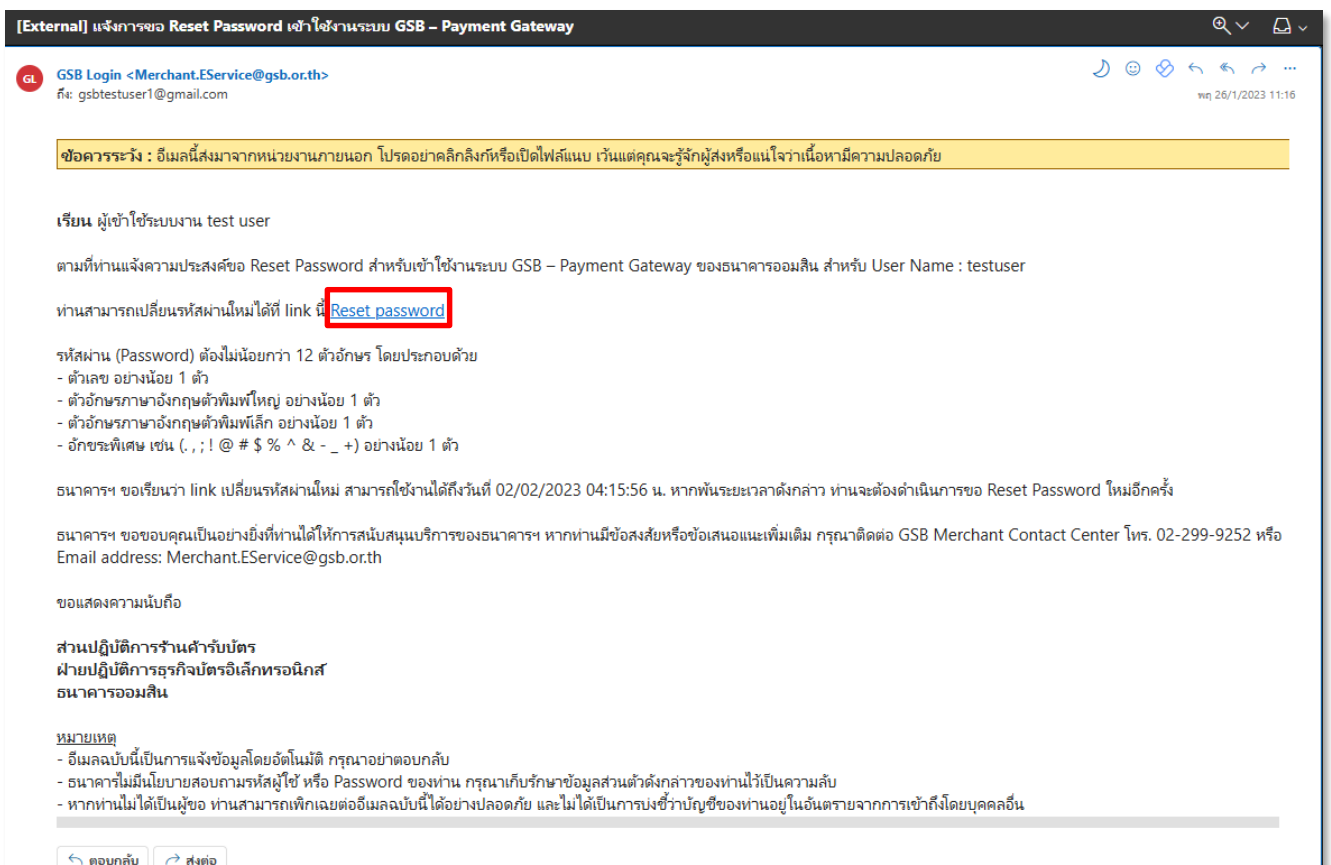 [External] แจ้งการขอ Reset Password เข้าใช้งานระบบ GSB – Payment Gateway
GL
GSB Login <Merchant.EService@gsb.or.th>
ถึง: gsbtestuser1@gmail.com
พฤ 26/1/2023 11:16
ข้อควรระวัง : อีเมลนี้ส่งมาจากหน่วยงานภายนอก โปรดอย่าคลิกลิงก์หรือเปิดไฟล์แนบ เว้นแต่คุณจะรู้จักผู้ส่งหรือแน่ใจว่าเนื้อหามีความปลอดภัย
เรียน ผู้เข้าใช้ระบบงาน test user
ตามที่ท่านแจ้งความประสงค์ขอ Reset Password สำหรับเข้าใช้งานระบบ GSB – Payment Gateway ของธนาคารออมสิน สำหรับ User Name : testuser
ท่านสามารถเปลี่ยนรหัสผ่านใหม่ได้ที่ link นี้ Reset password
รหัสผ่าน (Password) ต้องไม่น้อยกว่า 12 ตัวอักษร โดยประกอบด้วย
- ตัวเลข อย่างน้อย 1 ตัว
- ตัวอักษรภาษาอังกฤษตัวพิมพ์ใหญ่ อย่างน้อย 1 ตัว
- ตัวอักษรภาษาอังกฤษตัวพิมพ์เล็ก อย่างน้อย 1 ตัว
- อักขระพิเศษ เช่น (. , ; ! @ # $ % ^ & - _ +) อย่างน้อย 1 ตัว
ธนาคารฯ ขอเรียนว่า link เปลี่ยนรหัสผ่านใหม่ สามารถใช้งานได้ถึงวันที่ 02/02/2023 04:15:56 น. หากพ้นระยะเวลาดังกล่าว ท่านจะต้องดำเนินการขอ Reset Password ใหม่อีกครั้ง
ธนาคารฯ ขอขอบคุณเป็นอย่างยิ่งที่ท่านได้ให้การสนับสนุนบริการของธนาคารฯ หากท่านมีข้อสงสัยหรือข้อเสนอแนะเพิ่มเติม กรุณาติดต่อ GSB Merchant Contact Center โทร. 02-299-9252 หรือ
Email address: Merchant.EService@gsb.or.th
ขอแสดงความนับถือ
ส่วนปฏิบัติการร้านค้ารับบัตร
ฝ่ายปฏิบัติการธุรกิจบัตรอิเล็กทรอนิกส์
ธนาคารออมสิน
หมายเหตุ
- อีเมลฉบับนี้เป็นการแจ้งข้อมูลโดยอัตโนมัติ กรุณาอย่าตอบกลับ
- ธนาคารไม่มีนโยบายสอบถามรหัสผู้ใช้ หรือ Password ของท่าน กรุณาเก็บรักษาข้อมูลส่วนตัวดังกล่าวของท่านไว้เป็นความลับ
- หากท่านไม่ได้เป็นผู้ขอ ท่านสามารถเพิกเฉยต่ออีเมลฉบับนี้ได้อย่างปลอดภัย และไม่ได้เป็นการบ่งชี้ว่าบัญชีของท่านอยู่ในอันตรายจากการเข้าถึงโดยบุคคลอื่น
ตอบกลับ ส่งต่อ